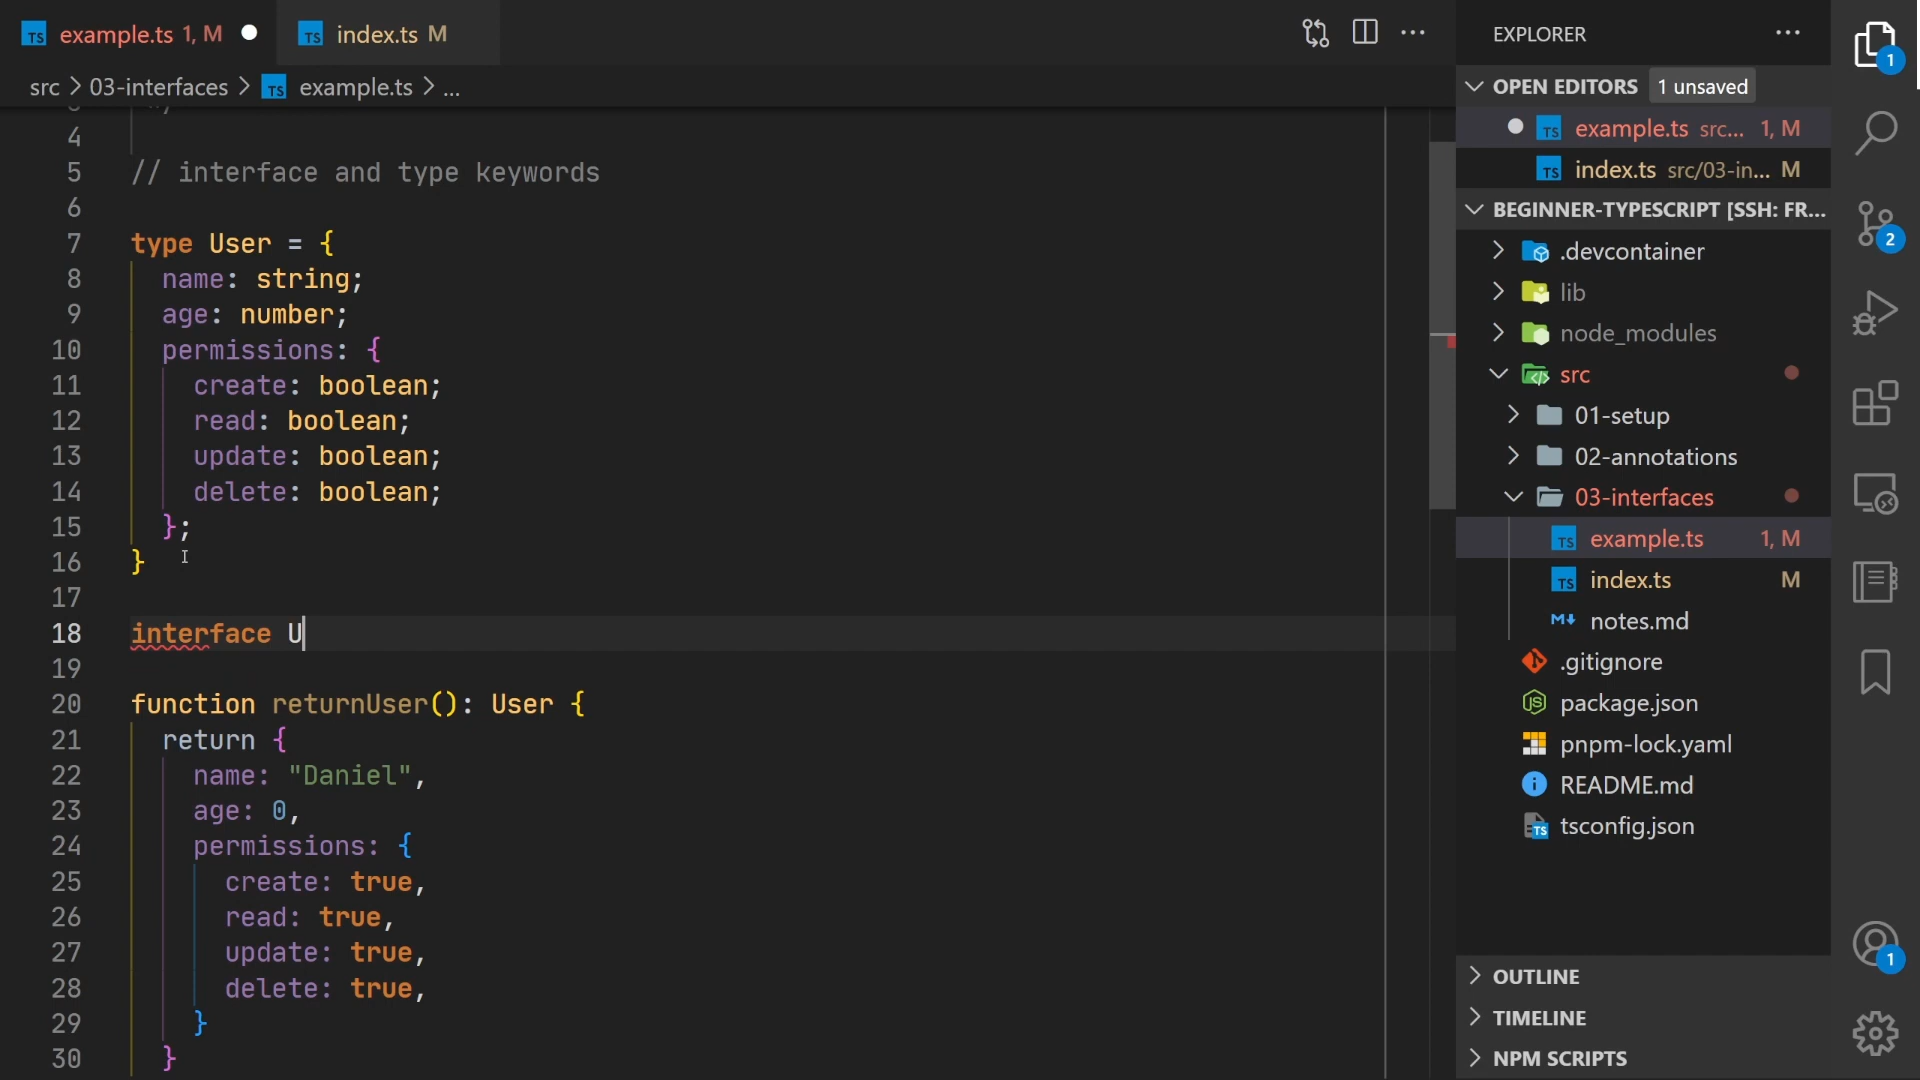 example.ts 1, M
index.ts M
src > 03-interfaces > example.ts > ...
4
5 // interface and type keywords
6
7 type User = {
8 name: string;
9 age: number;
10 permissions: {
11 create: boolean;
12 read: boolean;
13 update: boolean;
14 delete: boolean;
15 };
16 }
17
18 interface U
19
20 function returnUser(): User {
21 return {
22 name: "Daniel",
23 age: 0,
24 permissions: {
25 create: true,
26 read: true,
27 update: true,
28 delete: true,
29 }
30 }
EXPLORER
OPEN EDITORS 1 unsaved
example.ts src... 1, M
index.ts src/03-in... M
BEGINNER-TYPESCRIPT [SSH: FR...
.devcontainer
lib
node_modules
src
01-setup
02-annotations
03-interfaces
example.ts 1, M
index.ts M
notes.md
.gitignore
package.json
pnpm-lock.yaml
README.md
tsconfig.json
OUTLINE
TIMELINE
NPM SCRIPTS
1
2
1